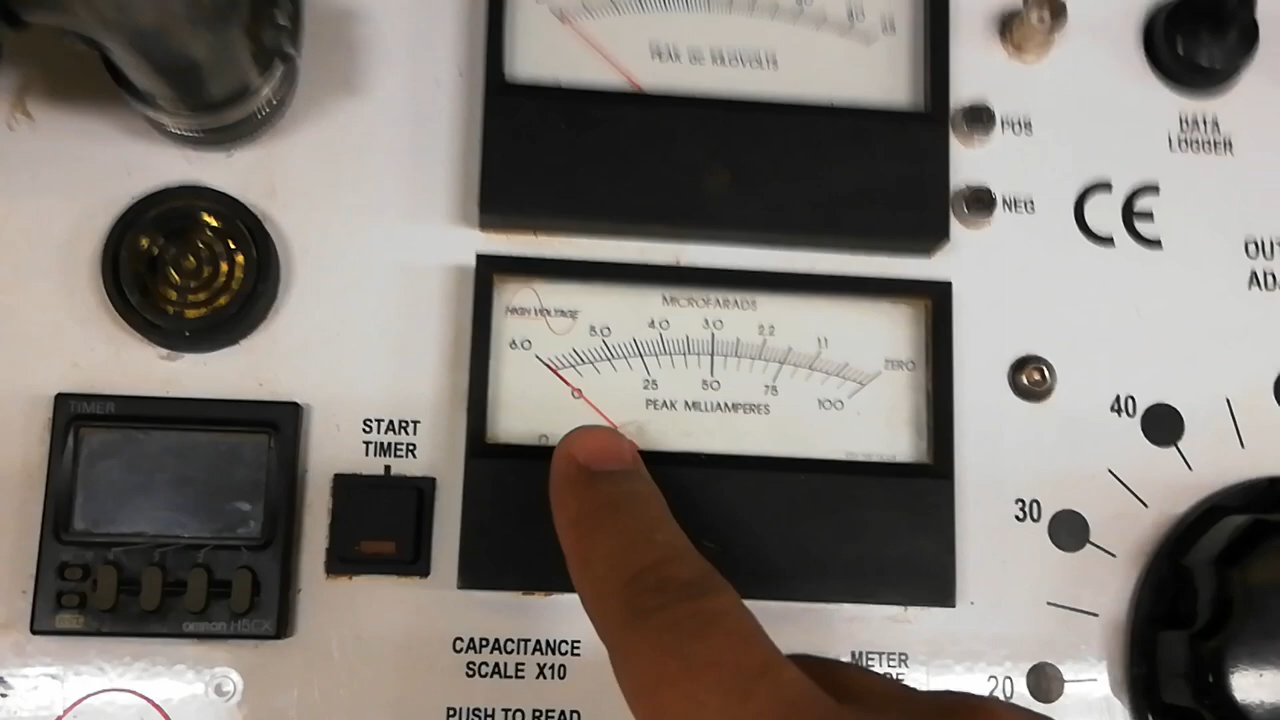 PEAK dc KILOVOLTS
POS
NEG
DATA
LOGGER
CE
MICROFARADS
HIGH VOLTAGE
6.0 5.0 4.0 3.0 2.2 1.1 ZERO
0 25 50 75 100
PEAK MILLIAMPERES
TIMER
omron H5CX
START
TIMER
CAPACITANCE
SCALE X10
PUSH TO READ
METER
40
30
20